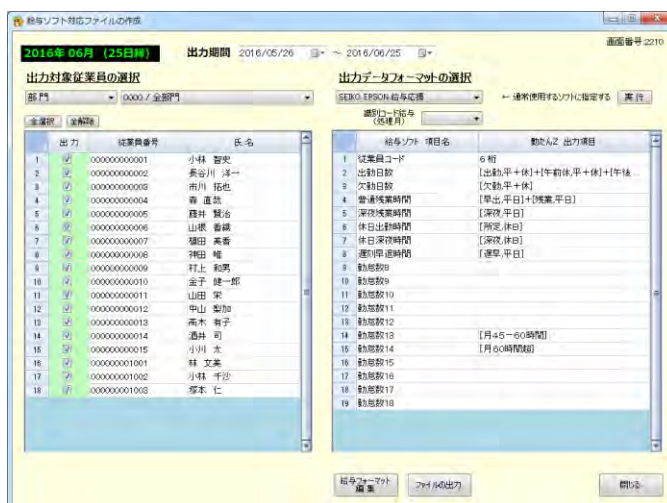 給与ソフト対応ファイルの作成
画面番号:2210
2016年 06月 (25日締) 出力期間 2016/05/26 ～ 2016/06/25
出力対象従業員の選択
部門 0000 / 全部門
全選択 全解除
出力 従業員番号 氏名
1 000000000001 小林 智史
2 000000000002 長谷川 洋一
3 000000000003 市川 拓也
4 000000000004 森 直哉
5 000000000005 藤井 賢治
6 000000000006 山根 香織
7 000000000007 植田 美香
8 000000000008 神田 隆
9 000000000009 村上 和男
10 000000000010 金子 健一郎
11 000000000011 山田 栄
12 000000000012 中山 梨加
13 000000000013 高木 有子
14 000000000014 酒井 司
15 000000000015 小川 太
16 000000001001 林 文美
17 000000001002 小林 千沙
18 000000001003 塚本 仁
出力データフォーマットの選択
SEIKO EPSON 給与応援 ← 通常使用するソフトに指定する 実行
識別コード給与
(処理月)
給与ソフト 項目名 勤たんZ 出力項目
1 従業員コード 6 桁
2 出勤日数 [出勤,平+休]+[午前休,平+休]+[午後
3 欠勤日数 [欠勤,平+休]
4 普通残業時間 [早出,平日]+[残業,平日]
5 深夜残業時間 [深夜,平日]
6 休日出勤時間 [所定,休日]
7 休日深夜時間 [深夜,休日]
8 遅刻早退時間 [遅早,平日]
9 勤怠数8
10 勤怠数9
11 勤怠数10
12 勤怠数11
13 勤怠数12
14 勤怠数13 [月45－60時間]
15 勤怠数14 [月60時間超]
16 勤怠数15
17 勤怠数16
18 勤怠数17
19 勤怠数18
給与フォーマット
編集
ファイルの出力
閉じる